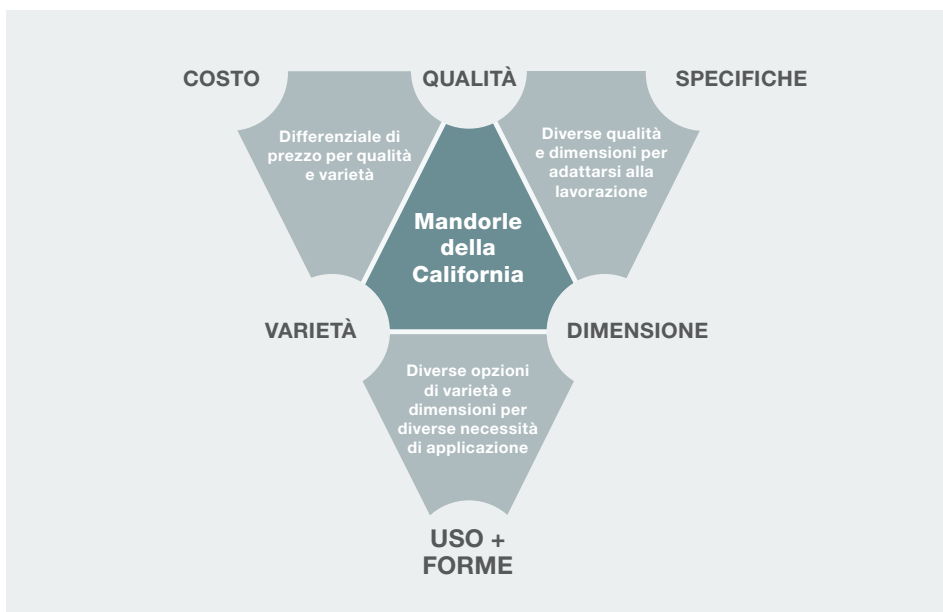 COSTO
QUALITÀ
SPECIFICHE
Differenziale di
prezzo per qualità
e varietà
Diverse qualità
e dimensioni per
adattarsi alla
lavorazione
Mandorle
della
California
VARIETÀ
DIMENSIONE
Diverse opzioni
di varietà e
dimensioni per
diverse necessità
di applicazione
USO +
FORME